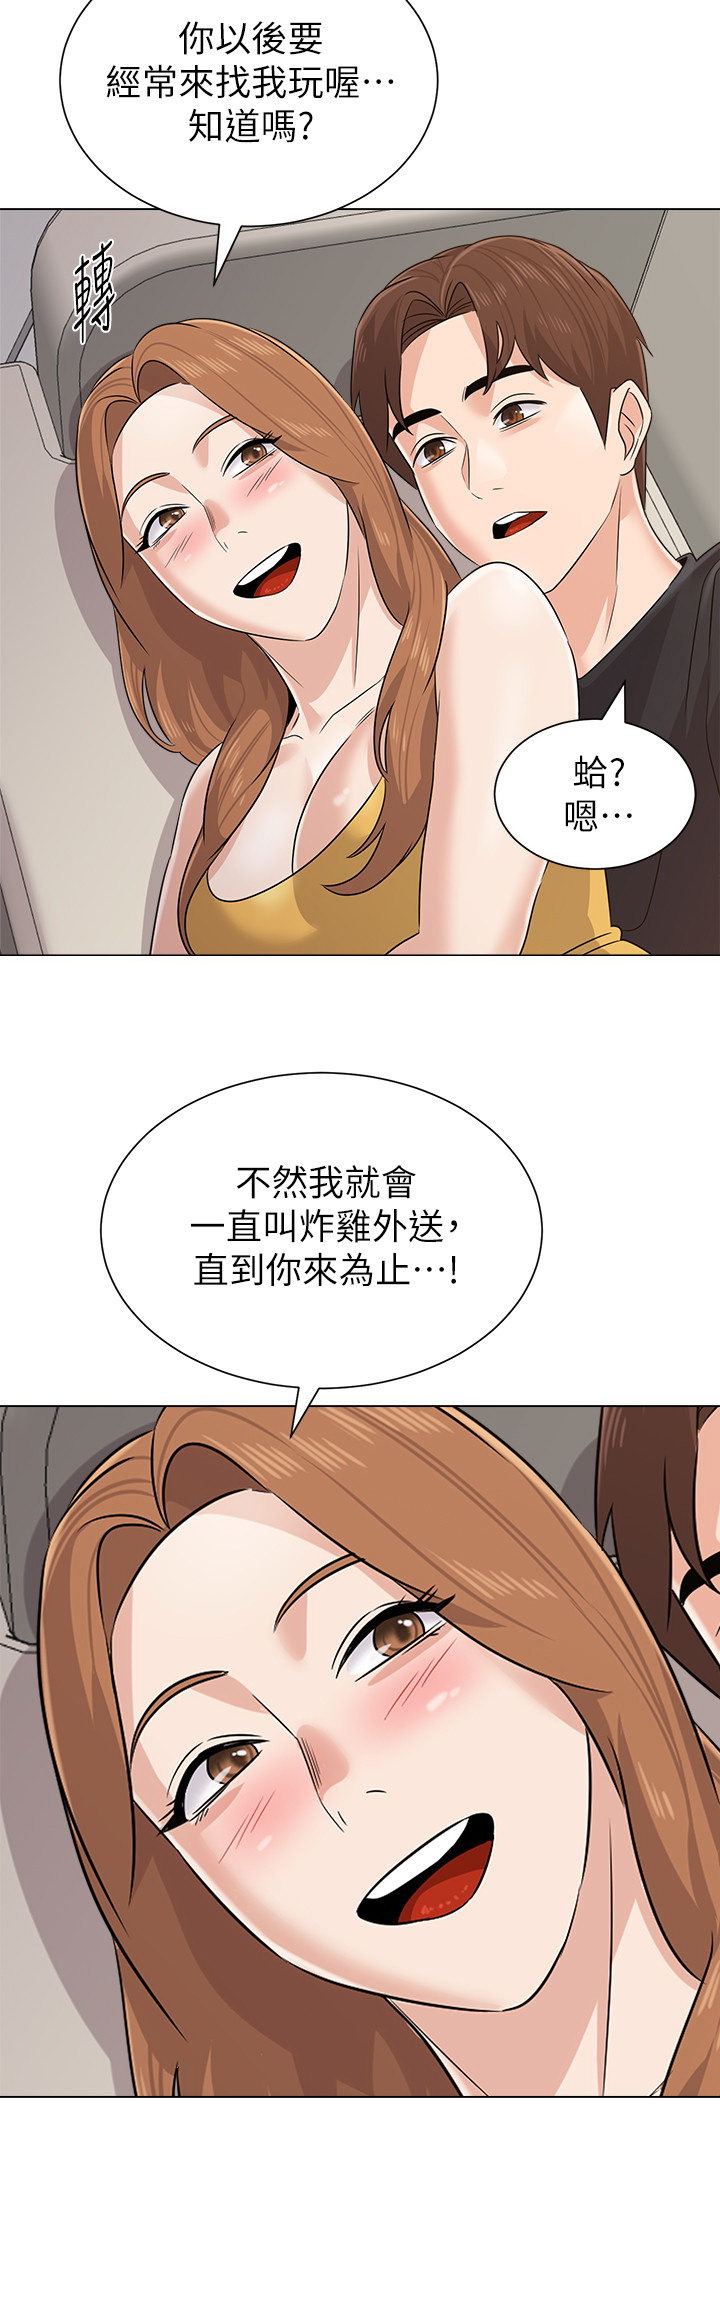 你以後要
經常來找我玩喔…
知道嗎?
轉
蛤?
嗯…
不然我就會
一直叫炸雞外送,
直到你來為止…!